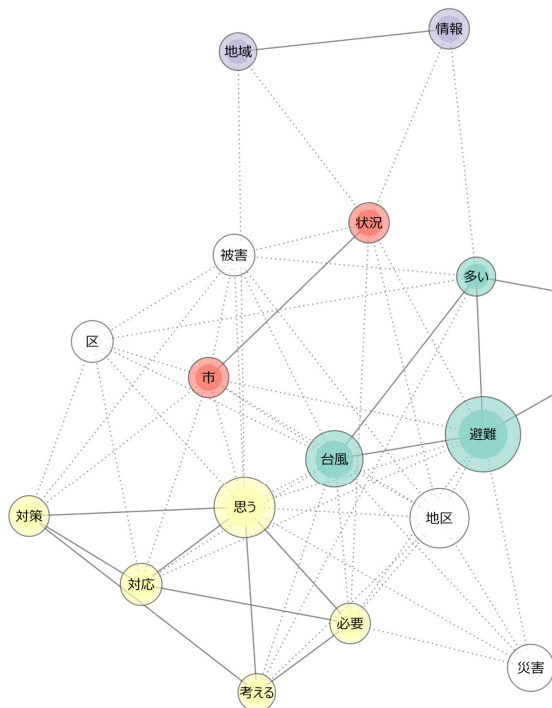 情報
地域
状況
被害
多い
区
市
避難
台風
思う
対策
地区
対応
必要
災害
考える